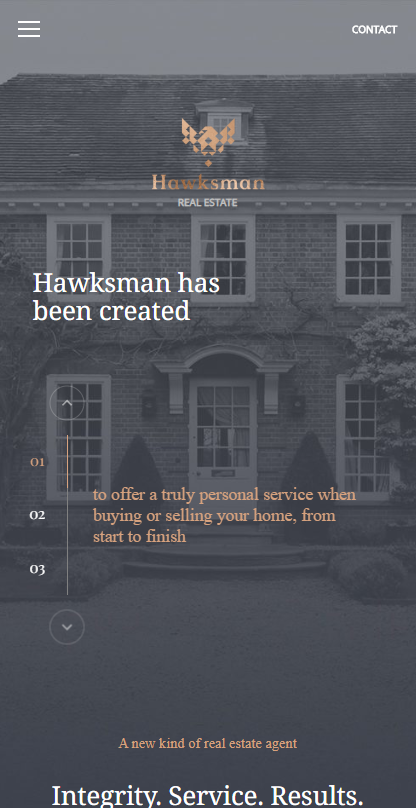 CONTACT
Hawksman
REAL ESTATE
Hawksman has
been created
01
to offer a truly personal service when
buying or selling your home, from
start to finish
02
03
A new kind of real estate agent
Integrity. Service. Results.